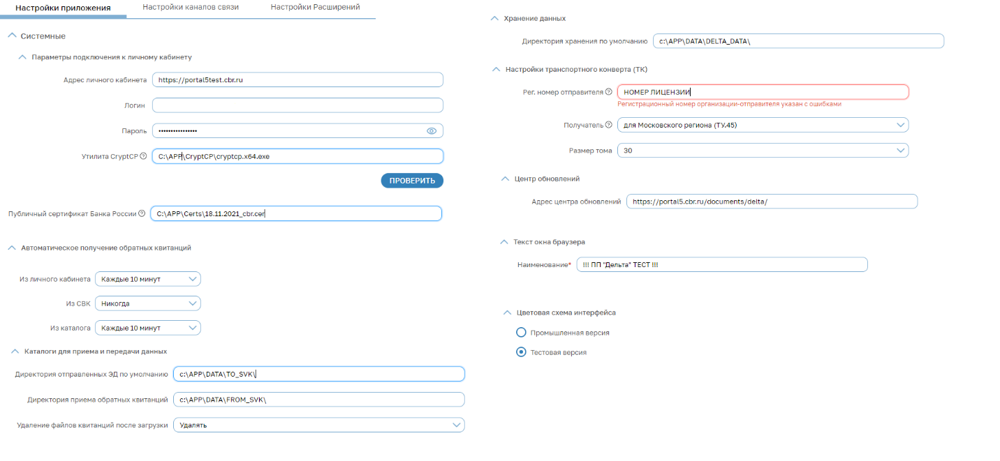 Настройки приложения Настройки каналов связи Настройки Расширений
Системные
Параметры подключения к личному кабинету
Адрес личного кабинета https://portal5test.cbr.ru
Логин
Пароль ••••••••••••••••
Утилита CryptCP C:\APP\CryptCP\cryptcp.x64.exe
ПРОВЕРИТЬ
Публичный сертификат Банка России C:\APP\Certs\18.11.2021_cbr.cer
Автоматическое получение обратных квитанций
Из личного кабинета Каждые 10 минут
Из СВК Никогда
Из каталога Каждые 10 минут
Каталоги для приема и передачи данных
Директория отправленных ЭД по умолчанию c:\APP\DATA\TO_SVK\
Директория приема обратных квитанций c:\APP\DATA\FROM_SVK\
Удаление файлов квитанций после загрузки Удалять
Хранение данных
Директория хранения по умолчанию c:\APP\DATA\DELTA_DATA\
Настройки транспортного конверта (ТК)
Рег. номер отправителя НОМЕР ЛИЦЕНЗИИ
Регистрационный номер организации-отправителя указан с ошибками
Получатель для Московского региона (ТУ.45)
Размер тома 30
Центр обновлений
Адрес центра обновлений https://portal5.cbr.ru/documents/delta/
Текст окна браузера
Наименование* !!! ПП "Дельта" ТЕСТ !!!
Цветовая схема интерфейса
Промышленная версия
Тестовая версия